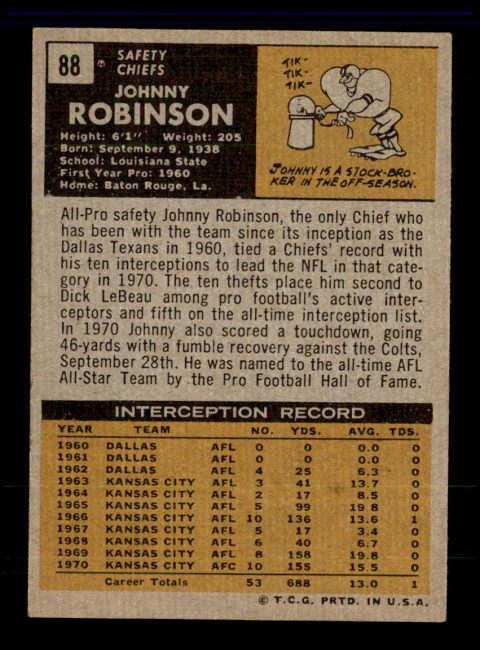 88
SAFETY
CHIEFS
JOHNNY
ROBINSON
Height: 6'1" Weight: 205
Born: September 9, 1938
School: Louisiana State
First Year Pro: 1960
Home: Baton Rouge, La.
TIK-
TIK-
TIK-
JOHNNY IS A STOCK-BRO-
KER IN THE OFF-SEASON.
All-Pro safety Johnny Robinson, the only Chief who
has been with the team since its inception as the
Dallas Texans in 1960, tied a Chiefs' record with
his ten interceptions to lead the NFL in that cate-
gory in 1970. The ten thefts place him second to
Dick LeBeau among pro football's active inter-
ceptors and fifth on the all-time interception list.
In 1970 Johnny also scored a touchdown, going
46-yards with a fumble recovery against the Colts,
September 28th. He was named to the all-time AFL
All-Star Team by the Pro Football Hall of Fame.
INTERCEPTION RECORD
YEAR TEAM NO. YDS. AVG. TDS.
1960 DALLAS AFL 0 0 0.0 0
1961 DALLAS AFL 0 0 0.0 0
1962 DALLAS AFL 4 25 6.3 0
1963 KANSAS CITY AFL 3 41 13.7 0
1964 KANSAS CITY AFL 2 17 8.5 0
1965 KANSAS CITY AFL 5 99 19.8 0
1966 KANSAS CITY AFL 10 136 13.6 1
1967 KANSAS CITY AFL 5 17 3.4 0
1968 KANSAS CITY AFL 6 40 6.7 0
1969 KANSAS CITY AFL 8 158 19.8 0
1970 KANSAS CITY AFC 10 155 15.5 0
Career Totals 53 688 13.0 1
© T.C.G. PRTD. IN U.S.A.